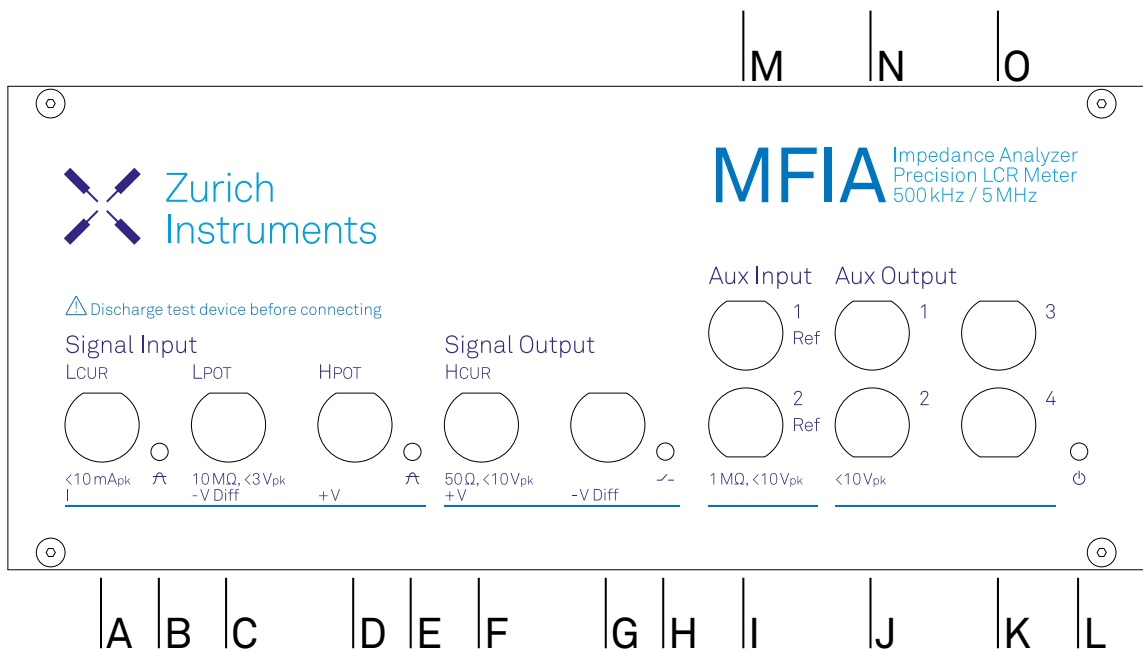 M N O
Zurich
Instruments
MFIA
Impedance Analyzer
Precision LCR Meter
500 kHz / 5 MHz
Aux Input
Aux Output
1
Ref
1
3
2
Ref
2
4
1 MΩ, <10 Vpk
<10 Vpk
Discharge test device before connecting
Signal Input
Signal Output
LCUR
LPOT
HPOT
HCUR
<10 mApk
10 MΩ, <3 Vpk
50 Ω, <10 Vpk
I
-V Diff
+V
+V
-V Diff
A B C D E F G H I J K L